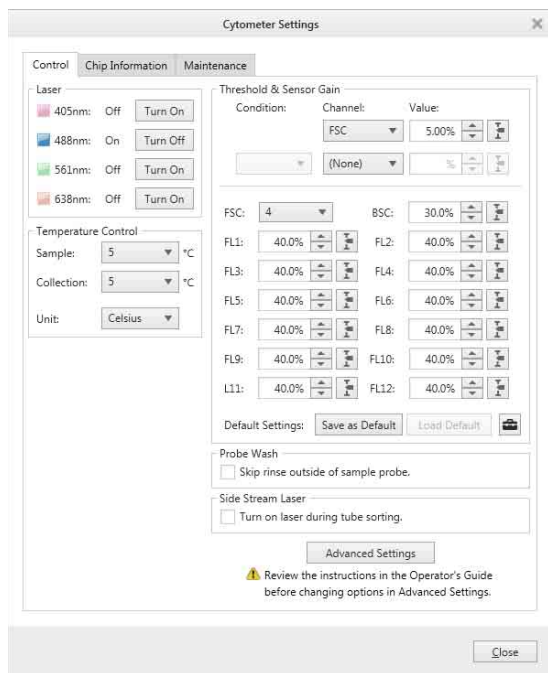 Cytometer Settings
Control Chip Information Maintenance
Laser
405nm: Off Turn On
488nm: On Turn Off
561nm: Off Turn On
638nm: Off Turn On
Temperature Control
Sample: 5 °C
Collection: 5 °C
Unit: Celsius
Threshold & Sensor Gain
Condition: Channel: Value:
FSC 5.00%
(None) %
FSC: 4 BSC: 30.0%
FL1: 40.0% FL2: 40.0%
FL3: 40.0% FL4: 40.0%
FL5: 40.0% FL6: 40.0%
FL7: 40.0% FL8: 40.0%
FL9: 40.0% FL10: 40.0%
L11: 40.0% FL12: 40.0%
Default Settings: Save as Default Load Default
Probe Wash
Skip rinse outside of sample probe.
Side Stream Laser
Turn on laser during tube sorting.
Advanced Settings
Review the instructions in the Operator's Guide
before changing options in Advanced Settings.
Close